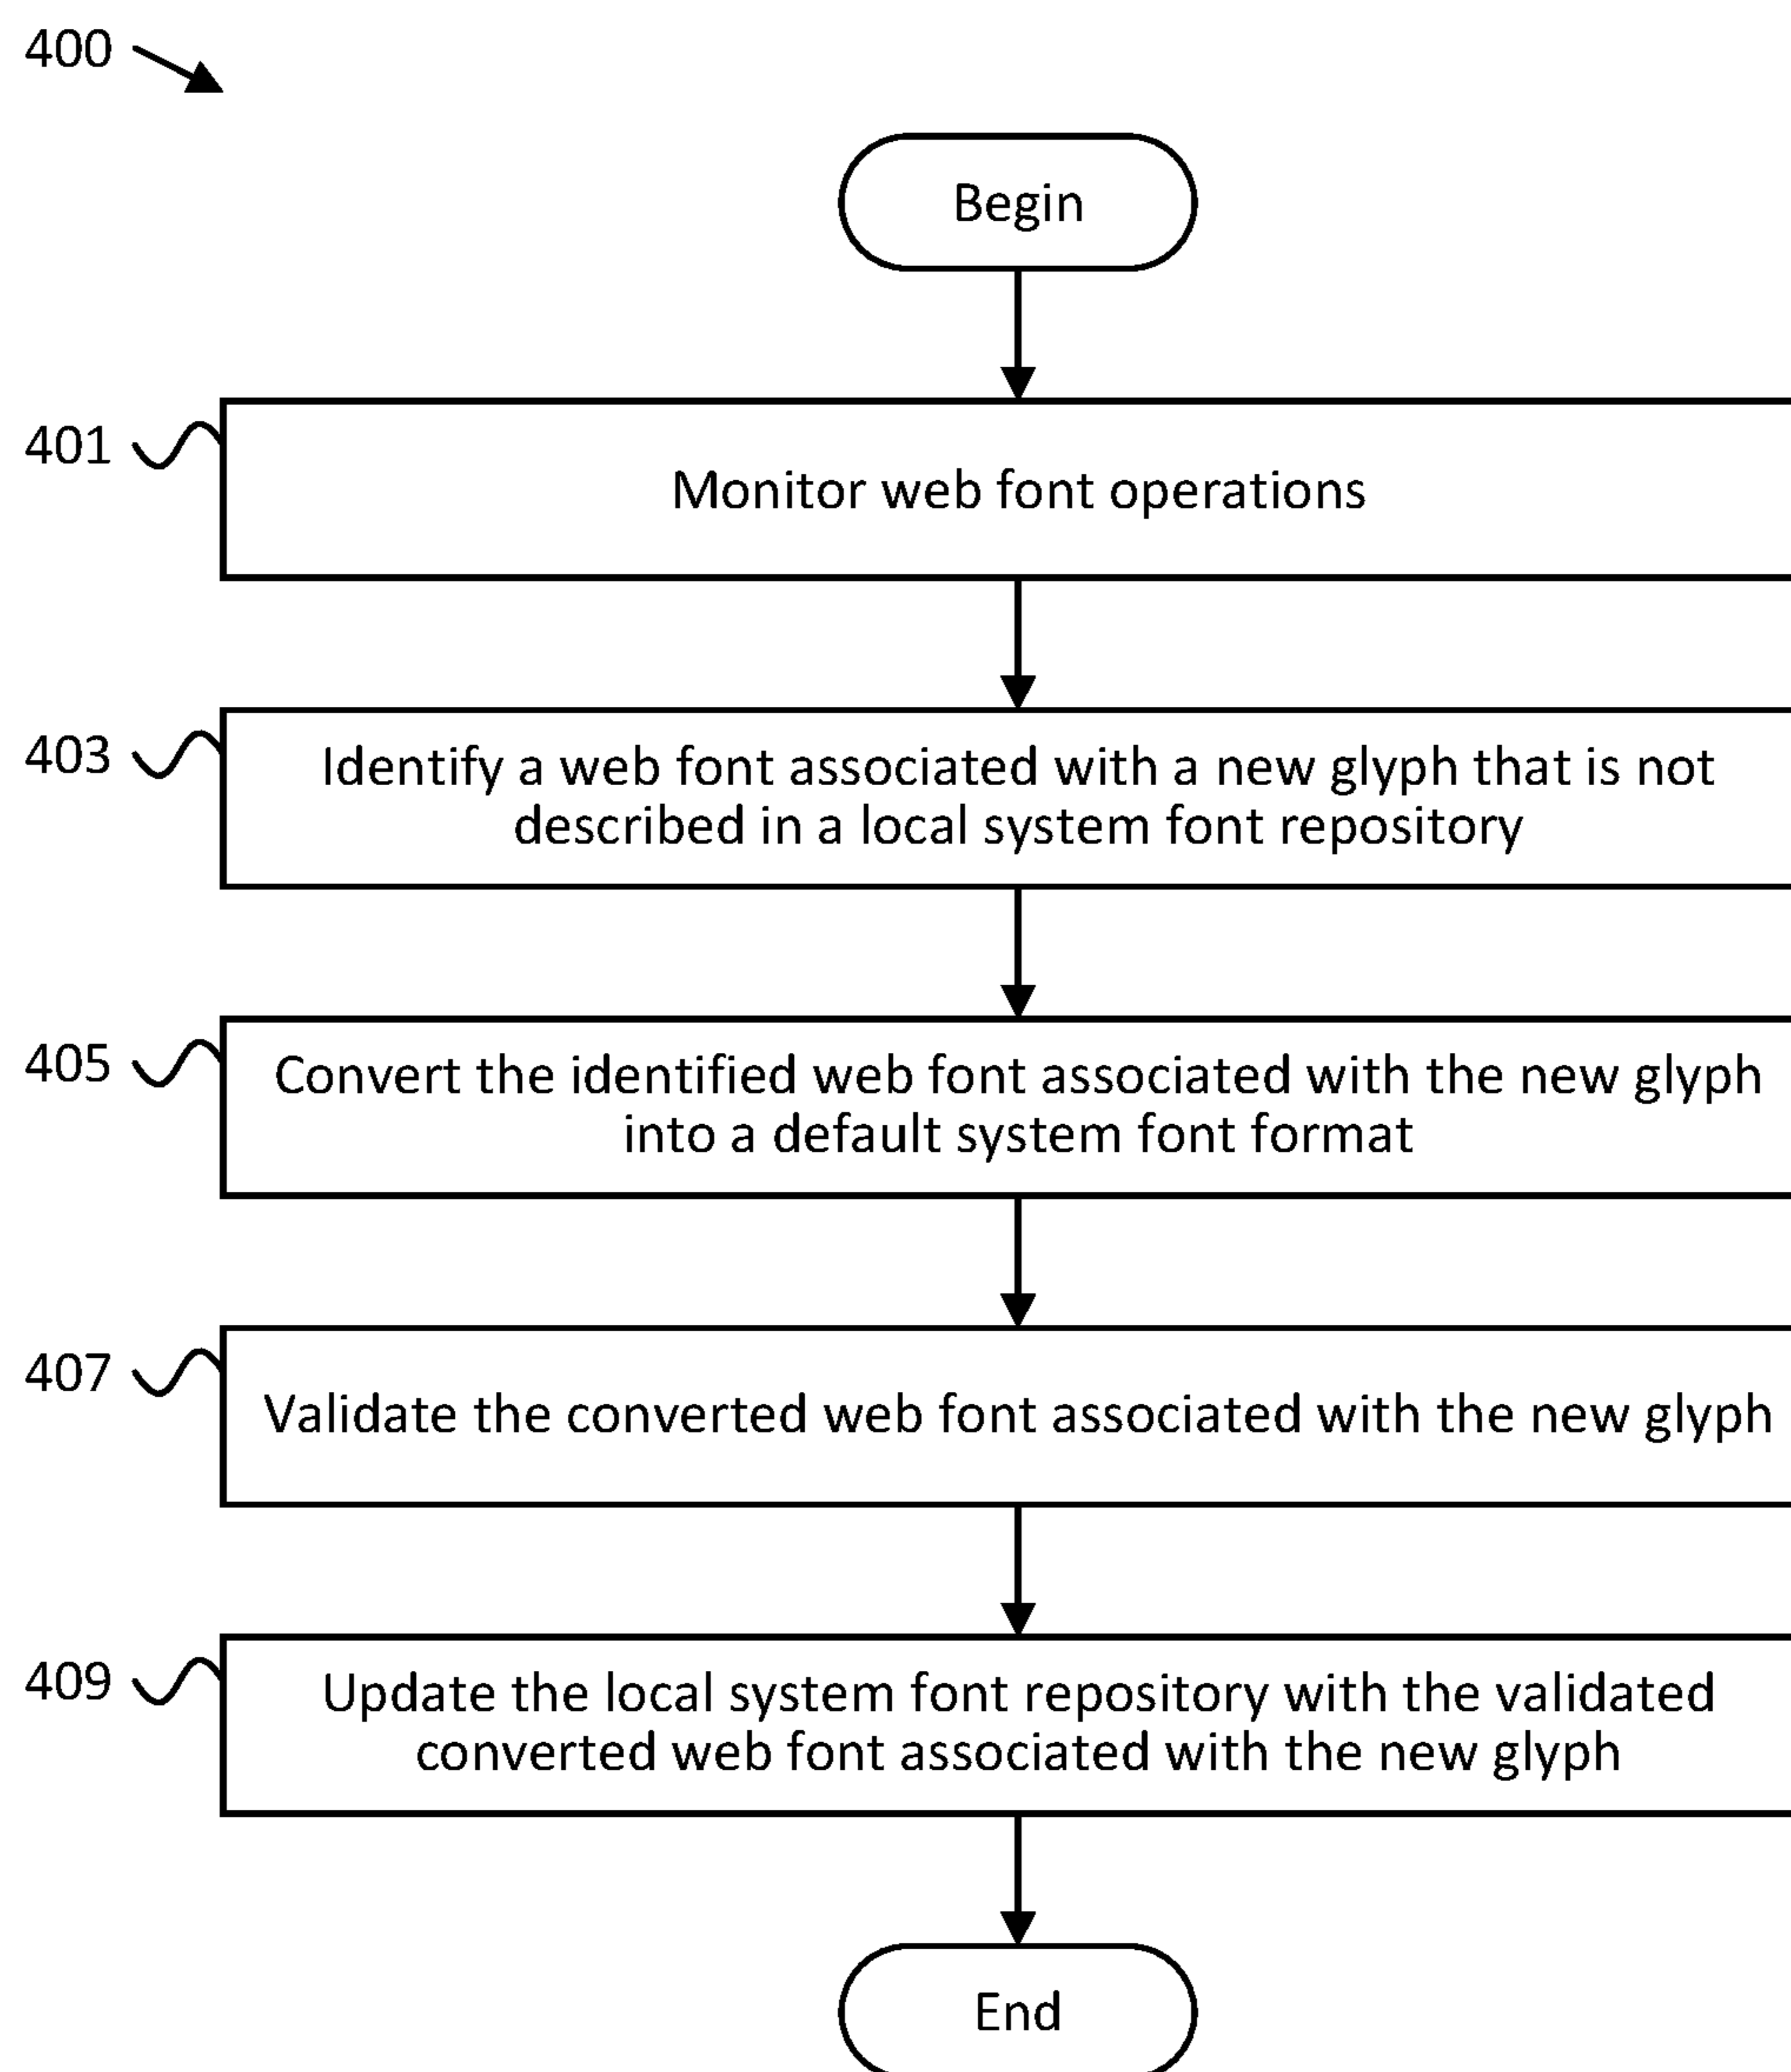 400
Begin
401
Monitor web font operations
403
Identify a web font associated with a new glyph that is not
described in a local system font repository
405
Convert the identified web font associated with the new glyph
into a default system font format
407
Validate the converted web font associated with the new glyph
409
Update the local system font repository with the validated
converted web font associated with the new glyph
End